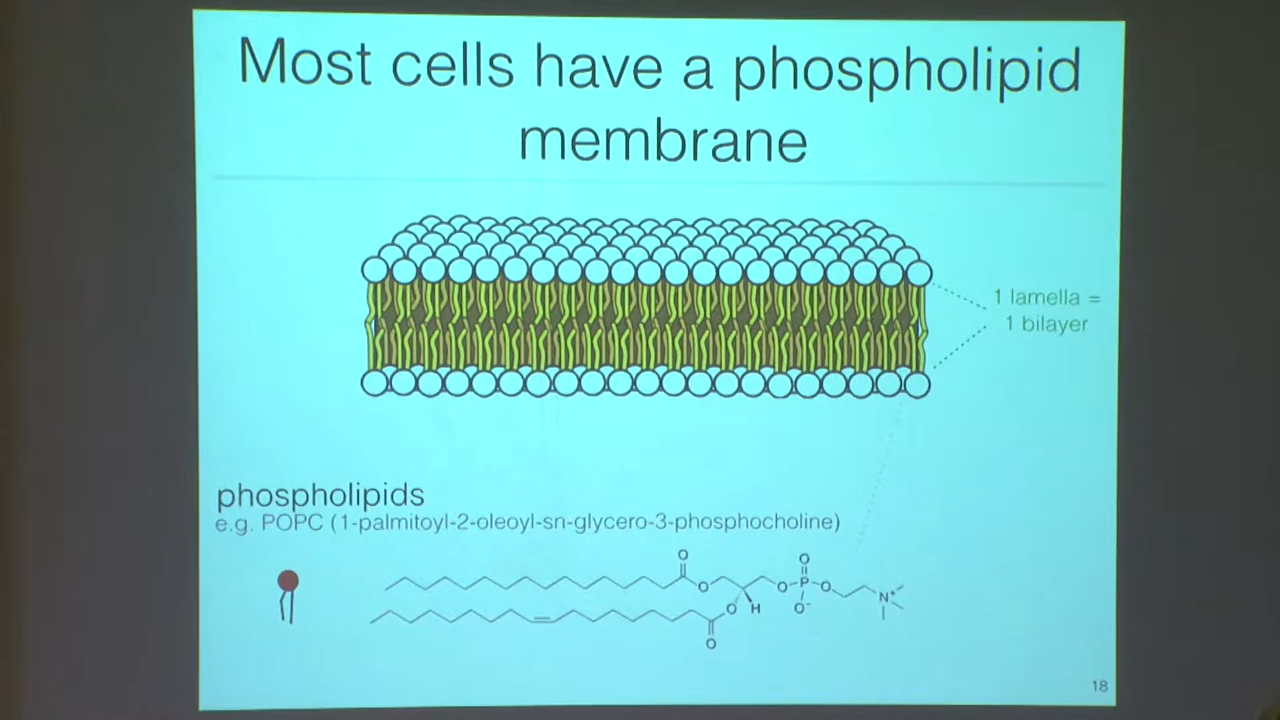 Most cells have a phospholipid
membrane
1 lamella =
1 bilayer
phospholipids
e.g. POPC (1-palmitoyl-2-oleoyl-sn-glycero-3-phosphocholine)
O
O
O
P
O
O
O⁻
N⁺
O
H
O
18